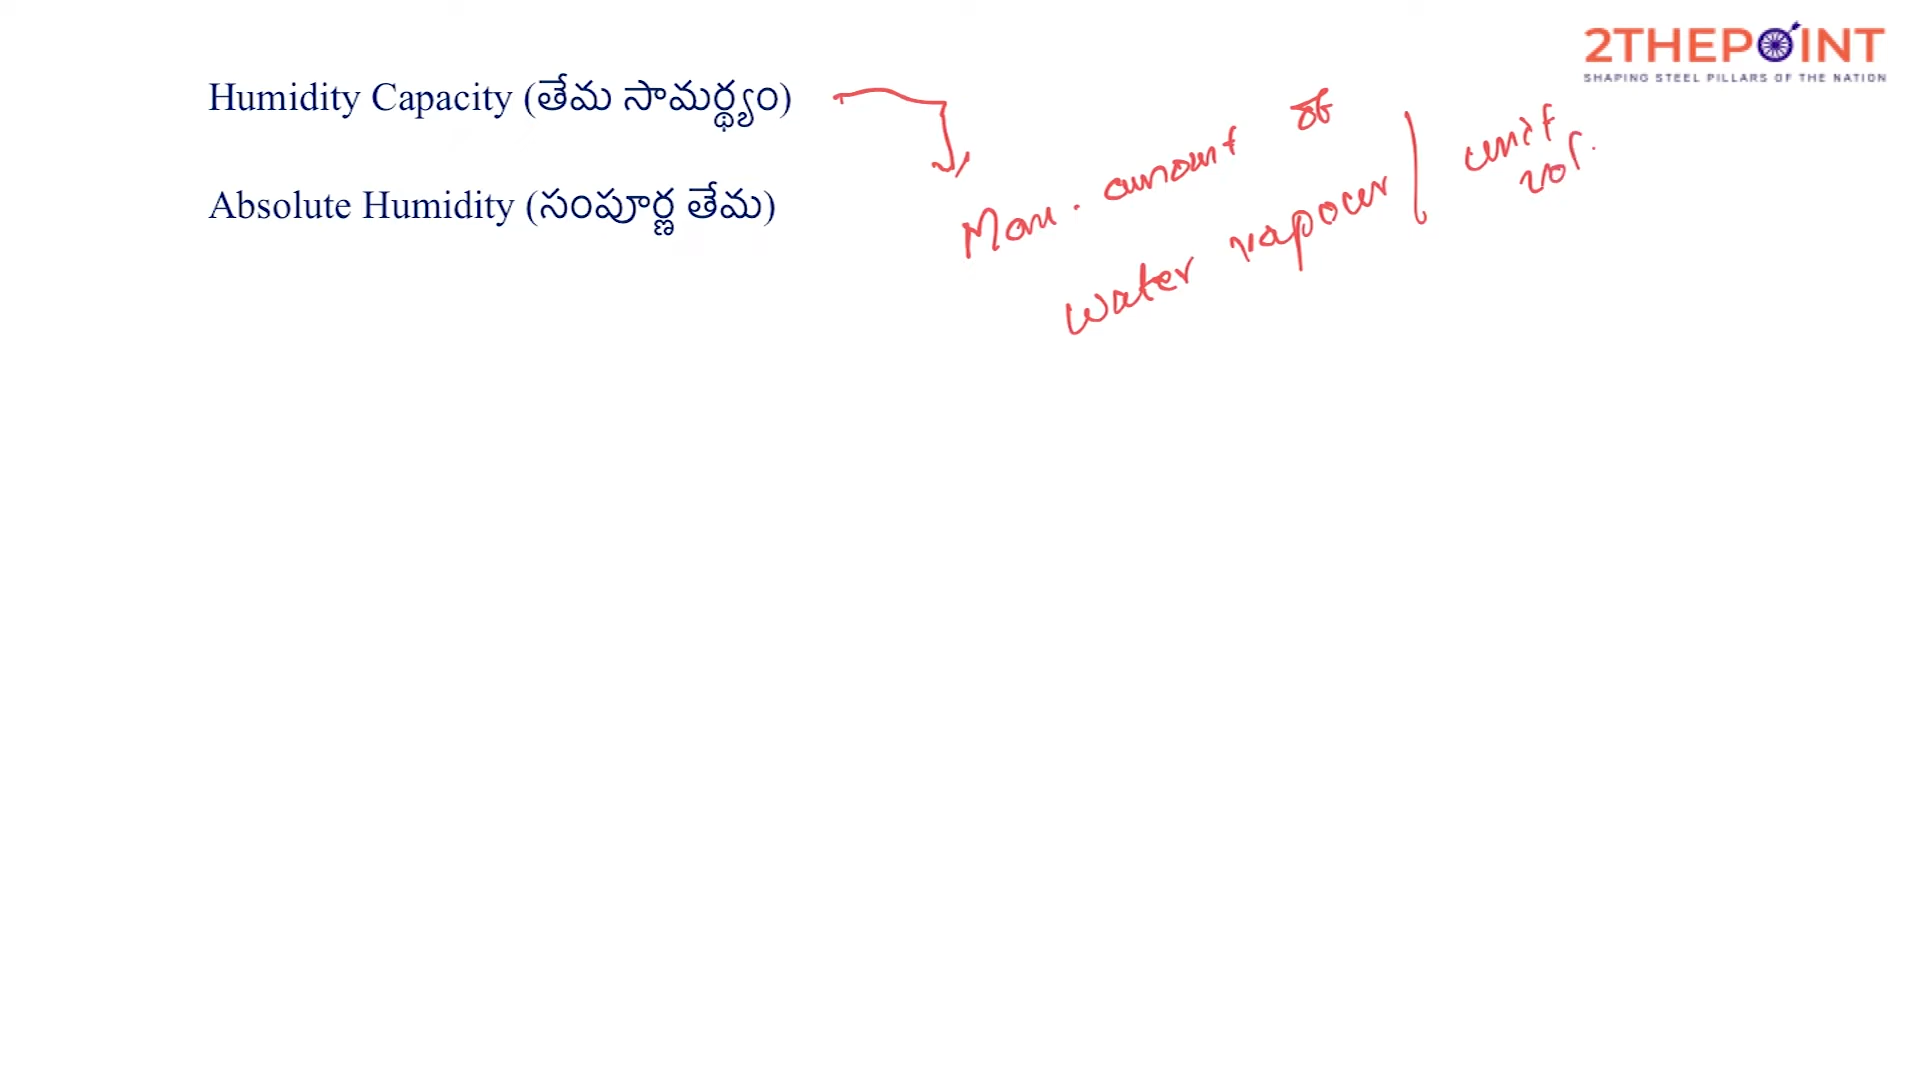 2THEPOINT
SHAPING STEEL PILLARS OF THE NATION
Humidity Capacity (తేమ సామర్థ్యం)
Absolute Humidity (సంపూర్ణ తేమ)
Max. amount of
water vapour / unit
vol.